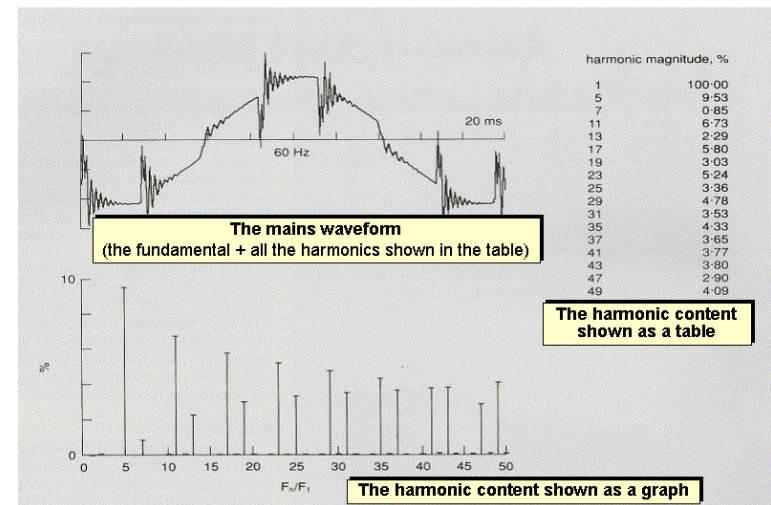 harmonic magnitude, %
1 100·00
5 9·53
7 0·85
11 6·73
13 2·29
17 5·80
19 3·03
23 5·24
25 3·36
29 4·78
31 3·53
35 4·33
37 3·65
41 3·77
43 3·80
47 2·90
49 4·09
20 ms
60 Hz
The mains waveform
(the fundamental + all the harmonics shown in the table)
The harmonic content
shown as a table
10
%
0
0 5 10 15 20 25 30 35 40 45 50
Fₙ/F₁
The harmonic content shown as a graph